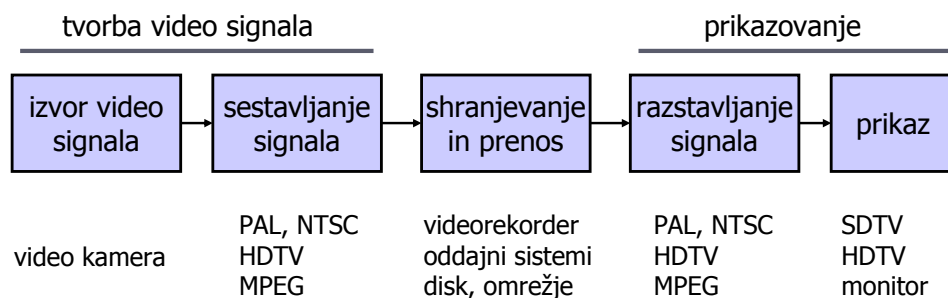 tvorba video signala
prikazovanje
izvor video
signala
sestavljanje
signala
shranjevanje
in prenos
razstavljanje
signala
prikaz
video kamera
PAL, NTSC
HDTV
MPEG
videorekorder
oddajni sistemi
disk, omrežje
PAL, NTSC
HDTV
MPEG
SDTV
HDTV
monitor